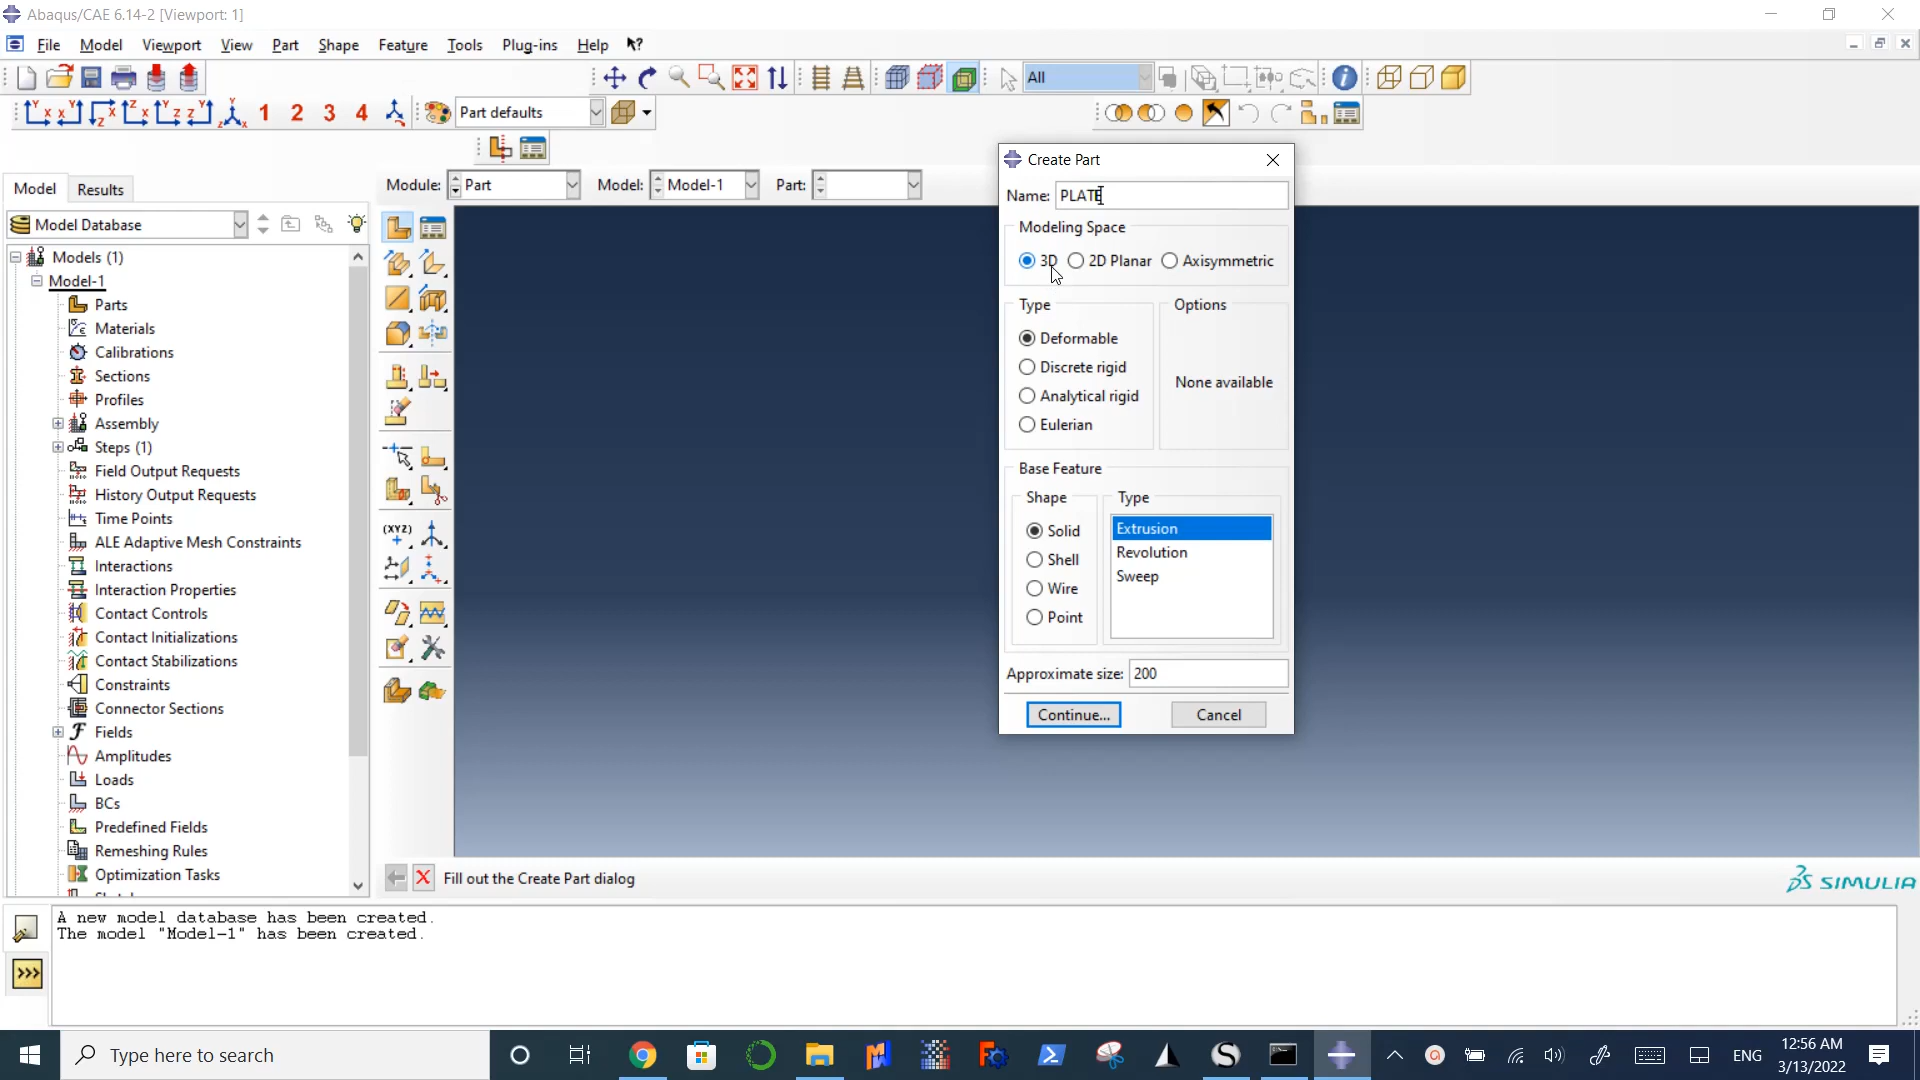 Abaqus/CAE 6.14-2 [Viewport: 1]
File Model Viewport View Part Shape Feature Tools Plug-ins Help
All
1 2 3 4 Part defaults
Model Results
Module: Part Model: Model-1 Part:
Model Database
Models (1)
Model-1
Parts
Materials
Calibrations
Sections
Profiles
Assembly
Steps (1)
Field Output Requests
History Output Requests
Time Points
ALE Adaptive Mesh Constraints
Interactions
Interaction Properties
Contact Controls
Contact Initializations
Contact Stabilizations
Constraints
Connector Sections
Fields
Amplitudes
Loads
BCs
Predefined Fields
Remeshing Rules
Optimization Tasks
(XYZ)
Create Part
Name: PLATE
Modeling Space
3D 2D Planar Axisymmetric
Type
Deformable
Discrete rigid
Analytical rigid
Eulerian
Options
None available
Base Feature
Shape
Solid
Shell
Wire
Point
Type
Extrusion
Revolution
Sweep
Approximate size: 200
Continue... Cancel
Fill out the Create Part dialog
SIMULIA
A new model database has been created.
The model "Model-1" has been created.
>>>
Type here to search
ENG
12:56 AM
3/13/2022